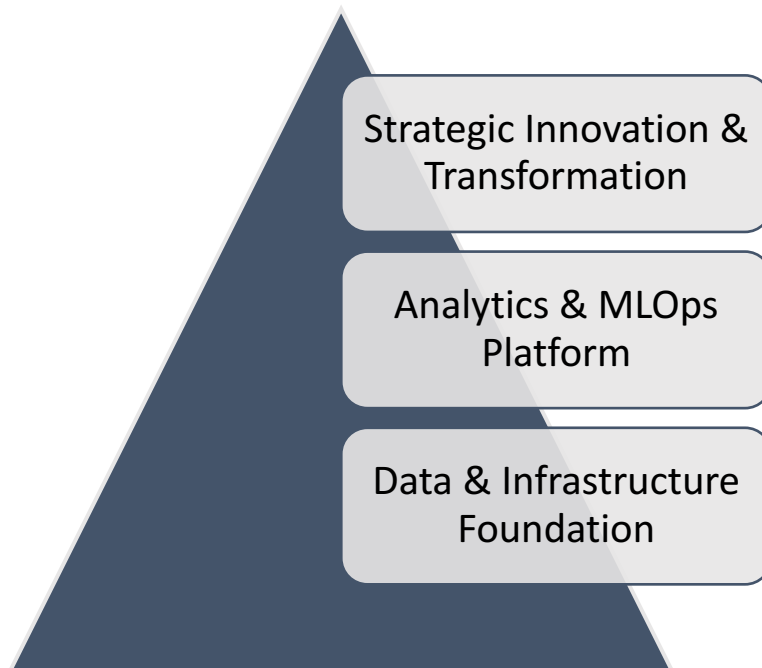 Strategic Innovation &
Transformation
Analytics & MLOps
Platform
Data & Infrastructure
Foundation